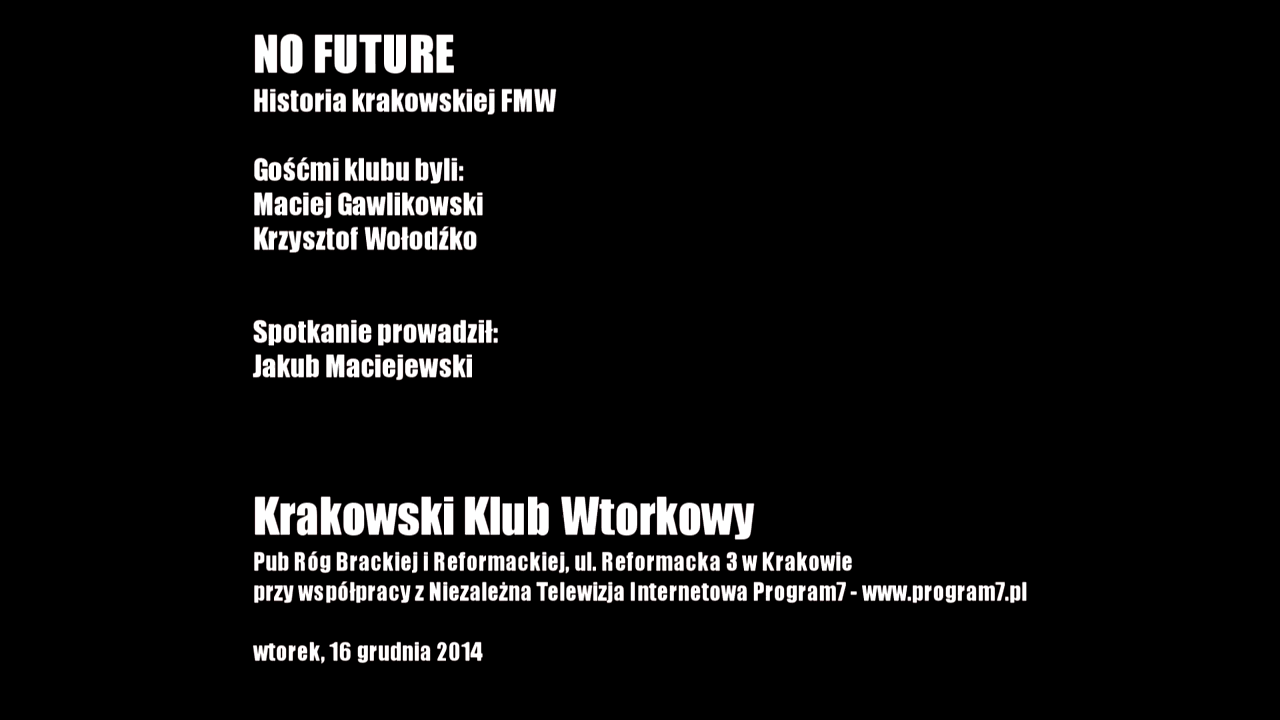 NO FUTURE
Historia krakowskiej FMW
Gośćmi klubu byli:
Maciej Gawlikowski
Krzysztof Wołodźko
Spotkanie prowadził:
Jakub Maciejewski
Krakowski Klub Wtorkowy
Pub Róg Brackiej i Reformackiej, ul. Reformacka 3 w Krakowie
przy współpracy z Niezależna Telewizja Internetowa Program7 - www.program7.pl
wtorek, 16 grudnia 2014